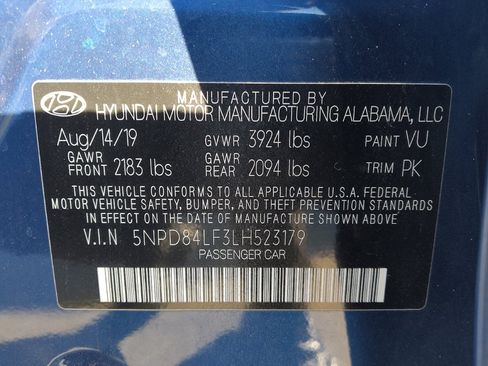 MANUFACTURED BY
HYUNDAI MOTOR MANUFACTURING ALABAMA, LLC
Aug/14/19 GVWR 3924 lbs PAINT VU
GAWR FRONT 2183 lbs GAWR REAR 2094 lbs TRIM PK
THIS VEHICLE CONFORMS TO ALL APPLICABLE U.S.A. FEDERAL
MOTOR VEHICLE SAFETY, BUMPER, AND THEFT PREVENTION
STANDARDS IN EFFECT ON THE DATE OF MANUFACTURE SHOWN ABOVE
V.I.N 5NPD84LF3LH523179
PASSENGER CAR